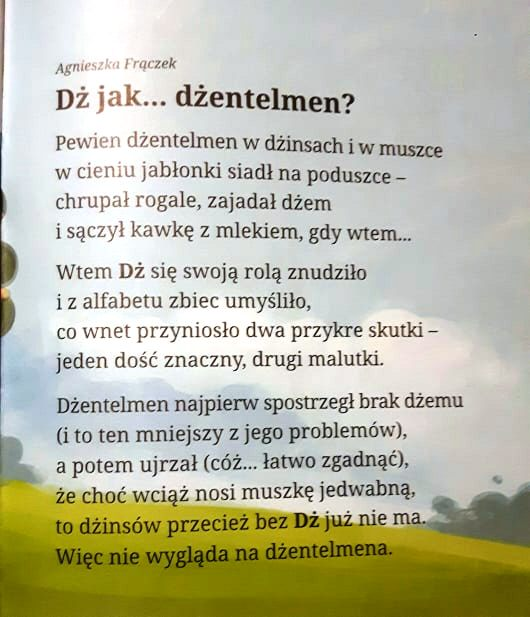 Agnieszka Frączek
Dż jak... dżentelmen?
Pewien dżentelmen w dżinsach i w muszce
w cieniu jabłonki siadł na poduszce –
chrupał rogale, zajadał dżem
i sączył kawkę z mlekiem, gdy wtem...
Wtem Dż się swoją rolą znudziło
i z alfabetu zbiec umyśliło,
co wnet przyniosło dwa przykre skutki –
jeden dość znaczny, drugi malutki.
Dżentelmen najpierw spostrzegł brak dżemu
(i to ten mniejszy z jego problemów),
a potem ujrzał (cóż... łatwo zgadnąć),
że choć wciąż nosi muszkę jedwabną,
to dżinsów przecież bez Dż już nie ma.
Więc nie wygląda na dżentelmena.